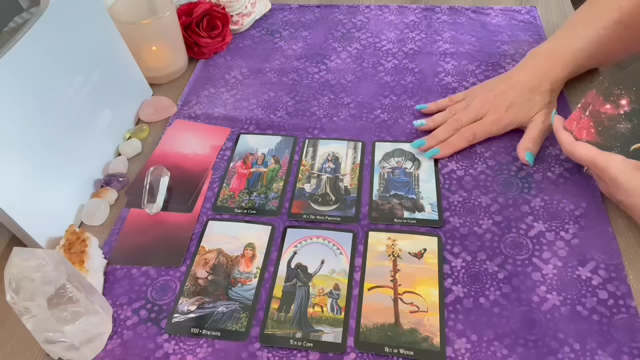 Three of Cups
II • The High Priestess
King of Cups
VIII • Strength
Ten of Cups
Ace of Wands